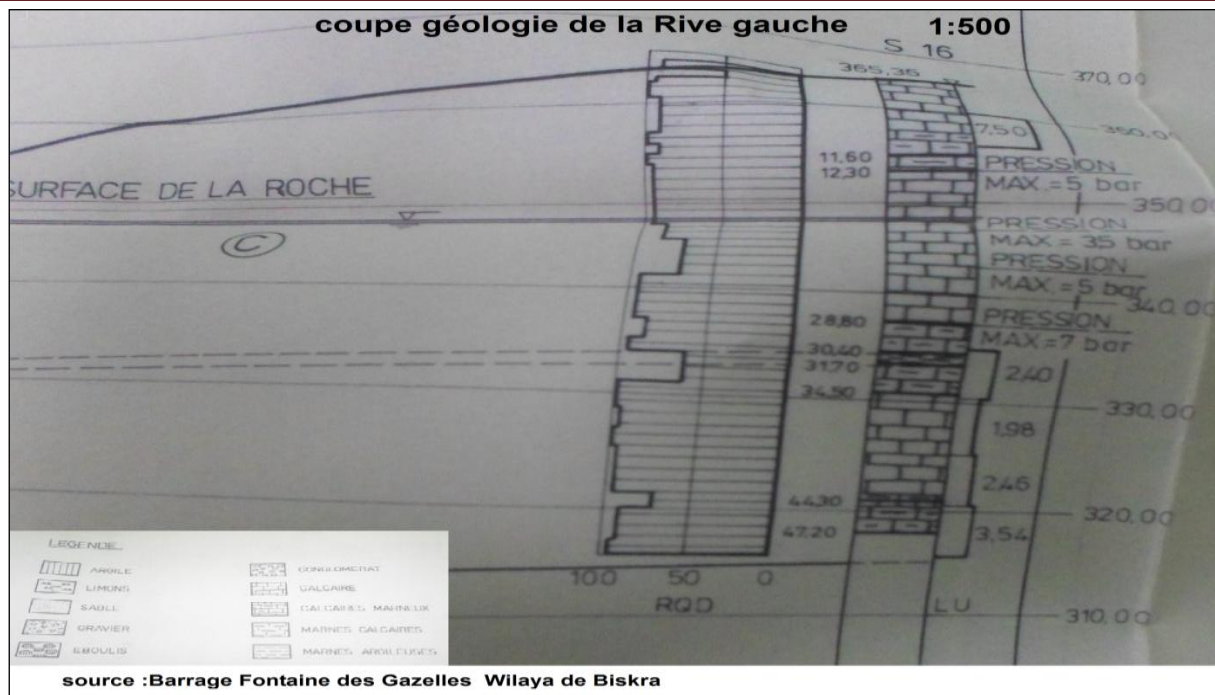 coupe géologie de la Rive gauche 1:500
S 16
365,35
370,00
7,50
360,00
11,60
12,30
PRESSION
MAX.=5 bar
SURFACE DE LA ROCHE
350,00
PRESSION
MAX.=35 bar
C
PRESSION
MAX.=5 bar
340,00
28,80
PRESSION
MAX=7 bar
30,40
31,70
2,40
34,50
330,00
1,98
2,46
44,30
320,00
47,20
3,54
100 50 0
RQD
LU
310,00
LEGENDE
ARGILE
LIMONS
SABLE
GRAVIER
EBOULIS
CONGLOMERAT
CALCAIRE
CALCAIRES MARNEUX
MARNES CALCAIRES
MARNES ARGILEUSES
source :Barrage Fontaine des Gazelles Wilaya de Biskra